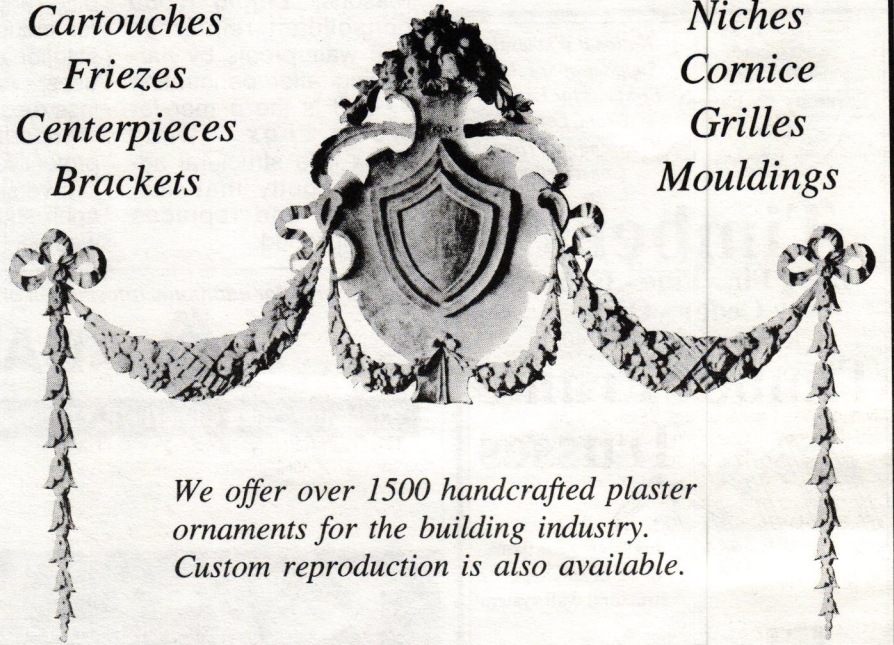 Cartouches
Friezes
Centerpieces
Brackets
Niches
Cornice
Grilles
Mouldings
We offer over 1500 handcrafted plaster
ornaments for the building industry.
Custom reproduction is also available.